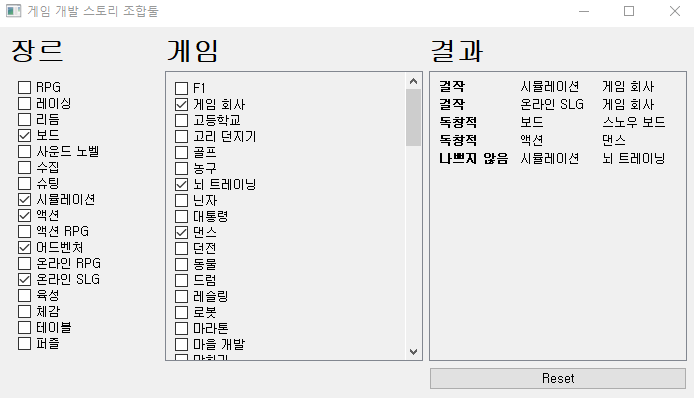 게임 개발 스토리 조합툴
장르
RPG
레이싱
리듬
보드
사운드 노벨
수집
슈팅
시뮬레이션
액션
액션 RPG
어드벤처
온라인 RPG
온라인 SLG
육성
체감
테이블
퍼즐
게임
F1
게임 회사
고등학교
고리 던지기
골프
농구
뇌 트레이닝
닌자
대통령
댄스
던전
동물
드럼
레슬링
로봇
마라톤
마을 개발
결과
걸작 시뮬레이션 게임 회사
걸작 온라인 SLG 게임 회사
독창적 보드 스노우 보드
독창적 액션 댄스
나쁘지 않음 시뮬레이션 뇌 트레이닝
Reset